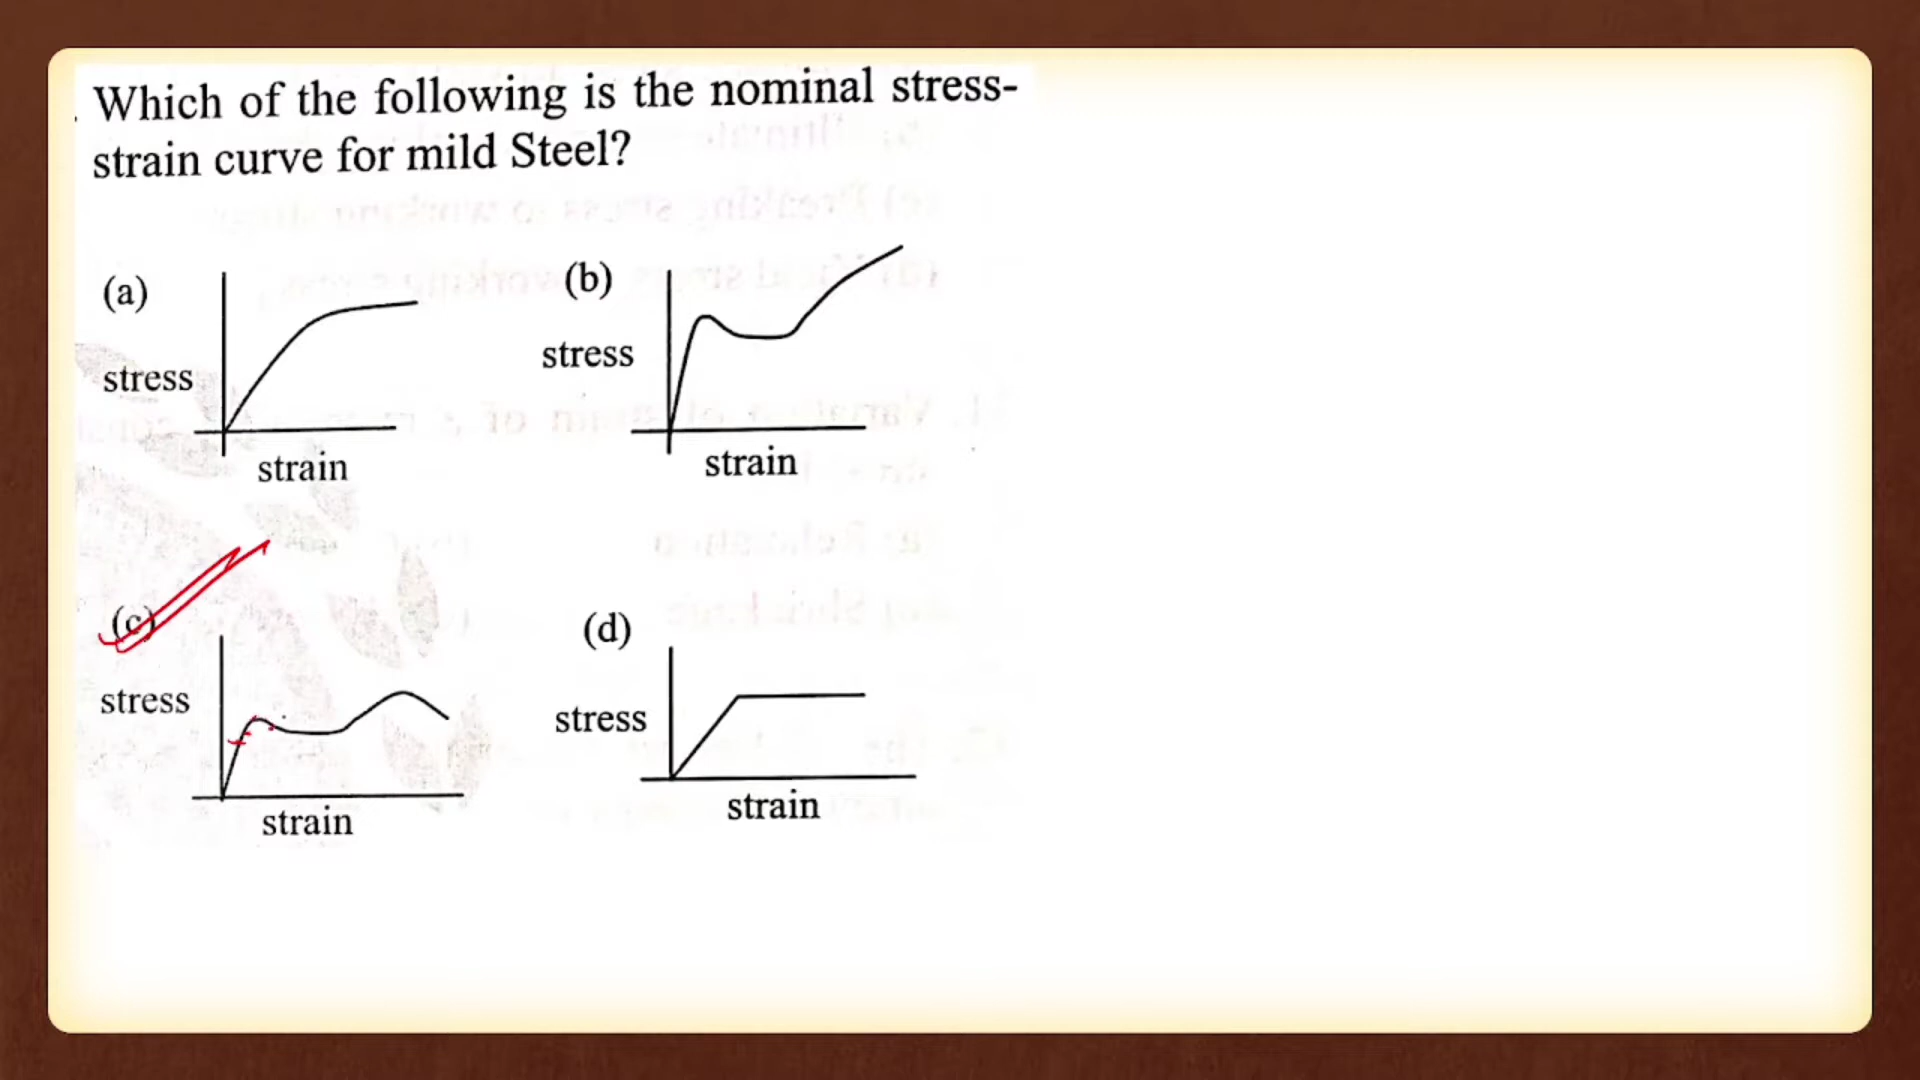 Which of the following is the nominal stress-
strain curve for mild Steel?
(a)
stress
strain
(b)
stress
strain
(c)
stress
strain
(d)
stress
strain